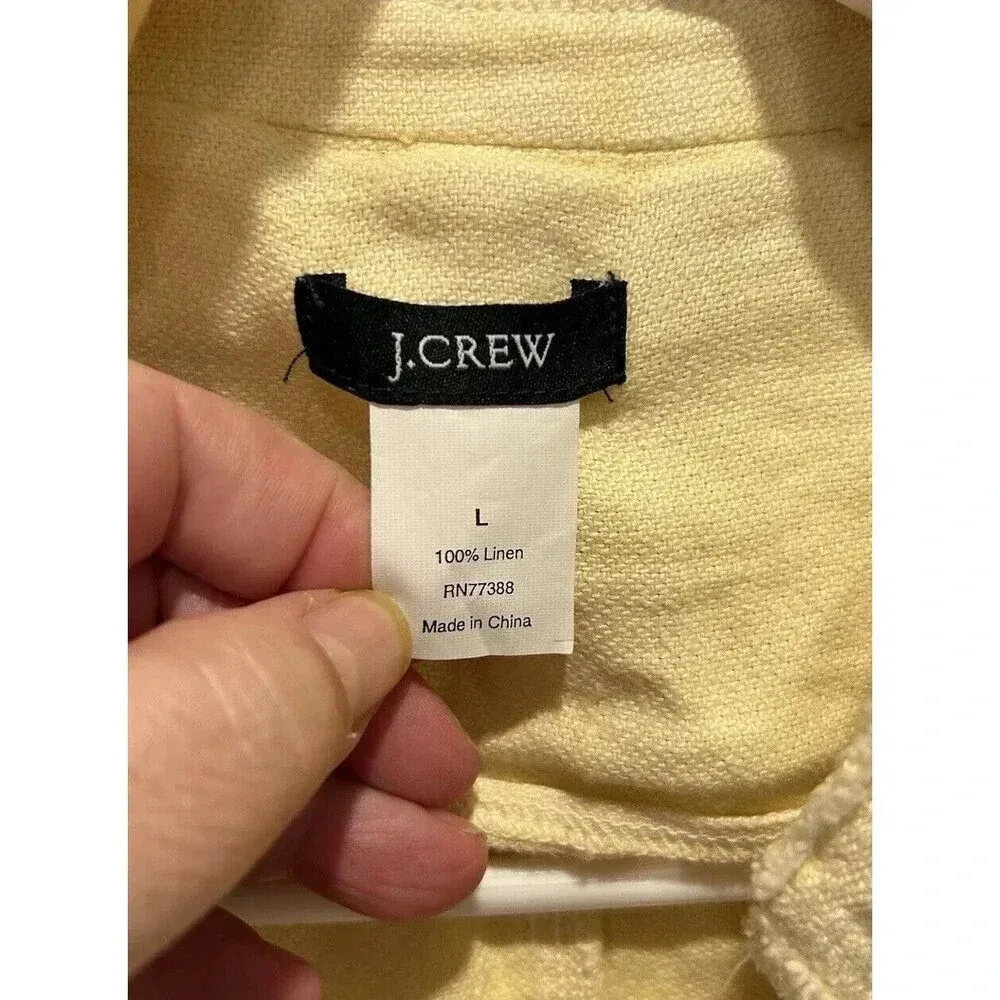 J.CREW
L
100% Linen
RN77388
Made in China